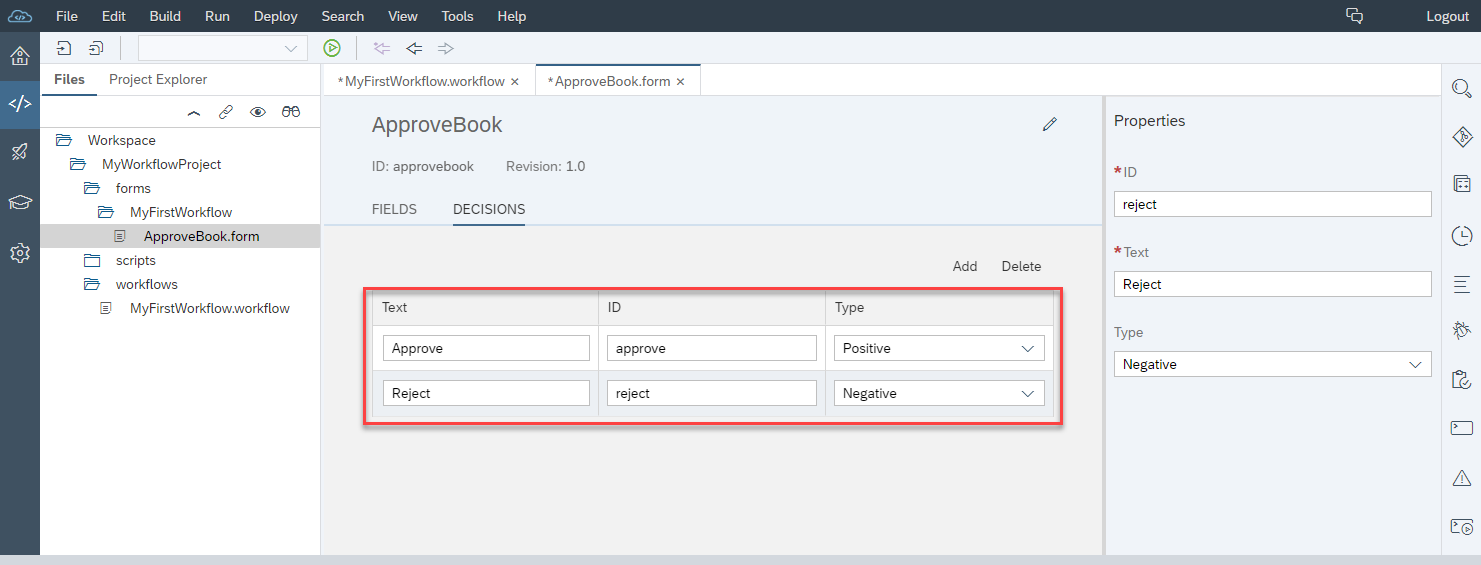 File Edit Build Run Deploy Search View Tools Help Logout
Files Project Explorer
Workspace
MyWorkflowProject
forms
MyFirstWorkflow
ApproveBook.form
scripts
workflows
MyFirstWorkflow.workflow
*MyFirstWorkflow.workflow × *ApproveBook.form ×
ApproveBook
ID: approvebook Revision: 1.0
FIELDS DECISIONS
Add Delete
Text ID Type
Approve approve Positive
Reject reject Negative
Properties
*ID
reject
*Text
Reject
Type
Negative